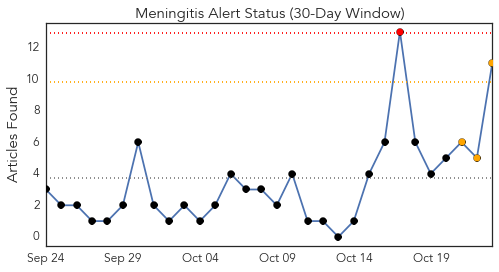 Meningitis Alert Status (30-Day Window)
Articles Found
12
10
8
6
4
2
0
Sep 24 Sep 29 Oct 04 Oct 09 Oct 14 Oct 19